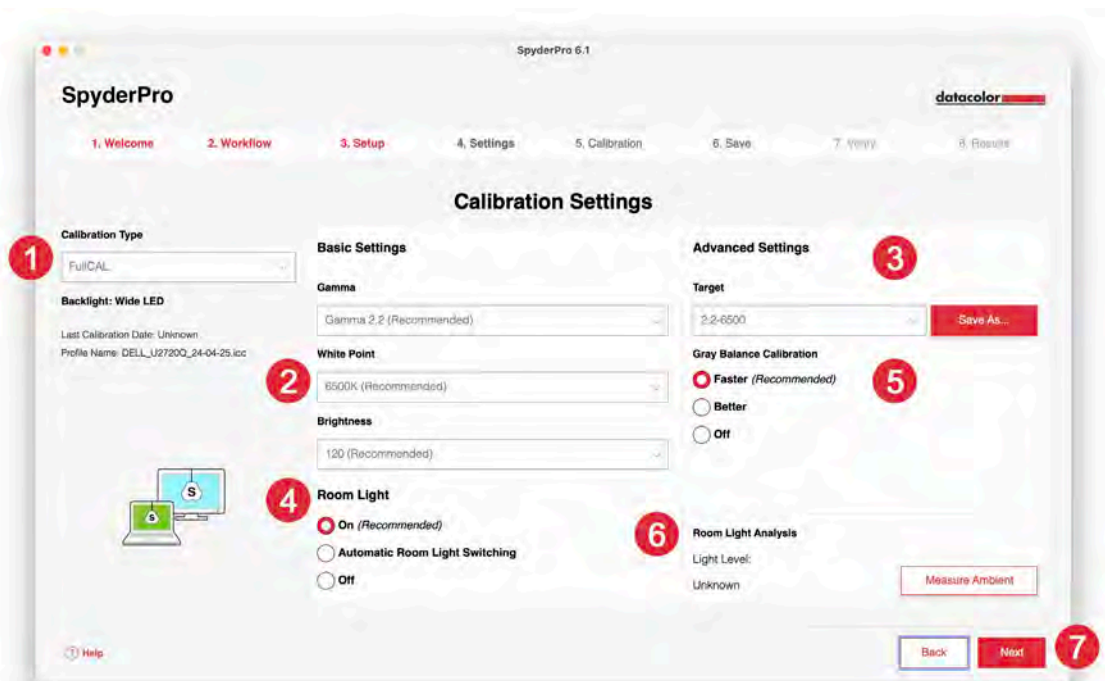 SpyderPro 6.1
SpyderPro
datacolor
1. Welcome
2. Workflow
3. Setup
4. Settings
5. Calibration
6. Save
7. Verify
8. Results
Calibration Settings
1
Calibration Type
FullCAL
Backlight: Wide LED
Last Calibration Date: Unknown
Profile Name: DELL_U2720Q_24-04-25.icc
S
S
Basic Settings
Gamma
Gamma 2.2 (Recommended)
2
White Point
6500K (Recommended)
Brightness
120 (Recommended)
4
Room Light
On (Recommended)
Automatic Room Light Switching
Off
Advanced Settings
3
Target
2.2-6500
Save As...
Gray Balance Calibration
Faster (Recommended)
5
Better
Off
6
Room Light Analysis
Light Level:
Unknown
Measure Ambient
? Help
Back
Next
7